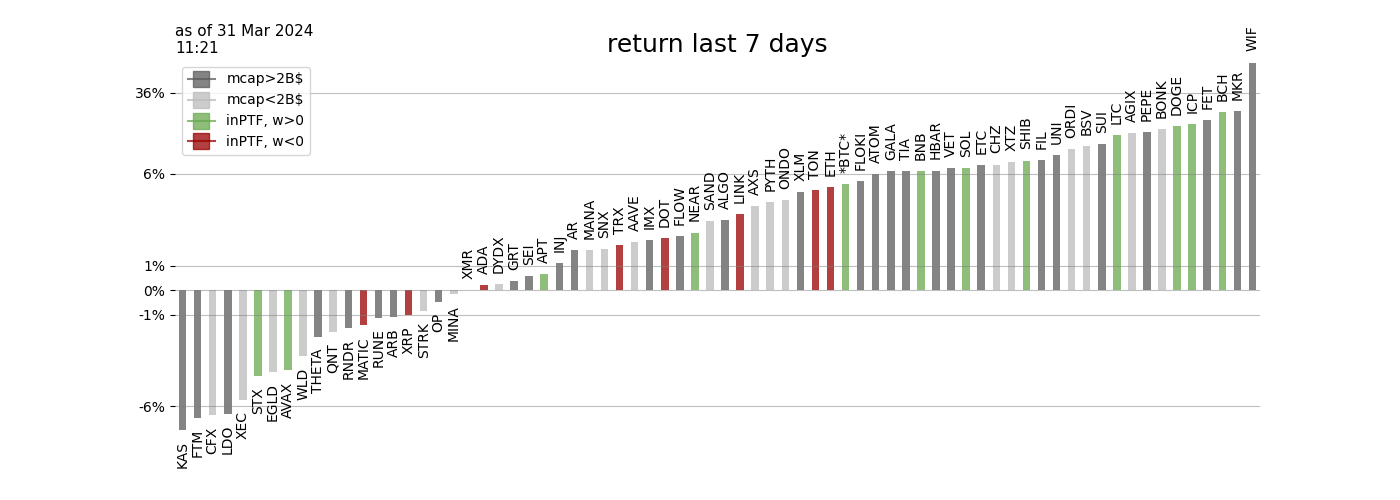 as of 31 Mar 2024
11:21
return last 7 days
mcap>2B$
mcap<2B$
inPTF, w>0
inPTF, w<0
36%
6%
1%
0%
-1%
-6%
KAS
FTM
CFX
LDO
XEC
STX
EGLD
AVAX
WLD
THETA
QNT
RNDR
MATIC
RUNE
ARB
XRP
STRK
OP
MINA
XMR
ADA
DYDX
GRT
SEI
APT
INJ
AR
MANA
SNX
TRX
AAVE
IMX
DOT
FLOW
NEAR
SAND
ALGO
LINK
AXS
PYTH
ONDO
XLM
TON
ETH
*BTC*
FLOKI
ATOM
GALA
TIA
BNB
HBAR
VET
SOL
ETC
CHZ
XTZ
SHIB
FIL
UNI
ORDI
BSV
SUI
LTC
AGIX
PEPE
BONK
DOGE
ICP
FET
BCH
MKR
WIF